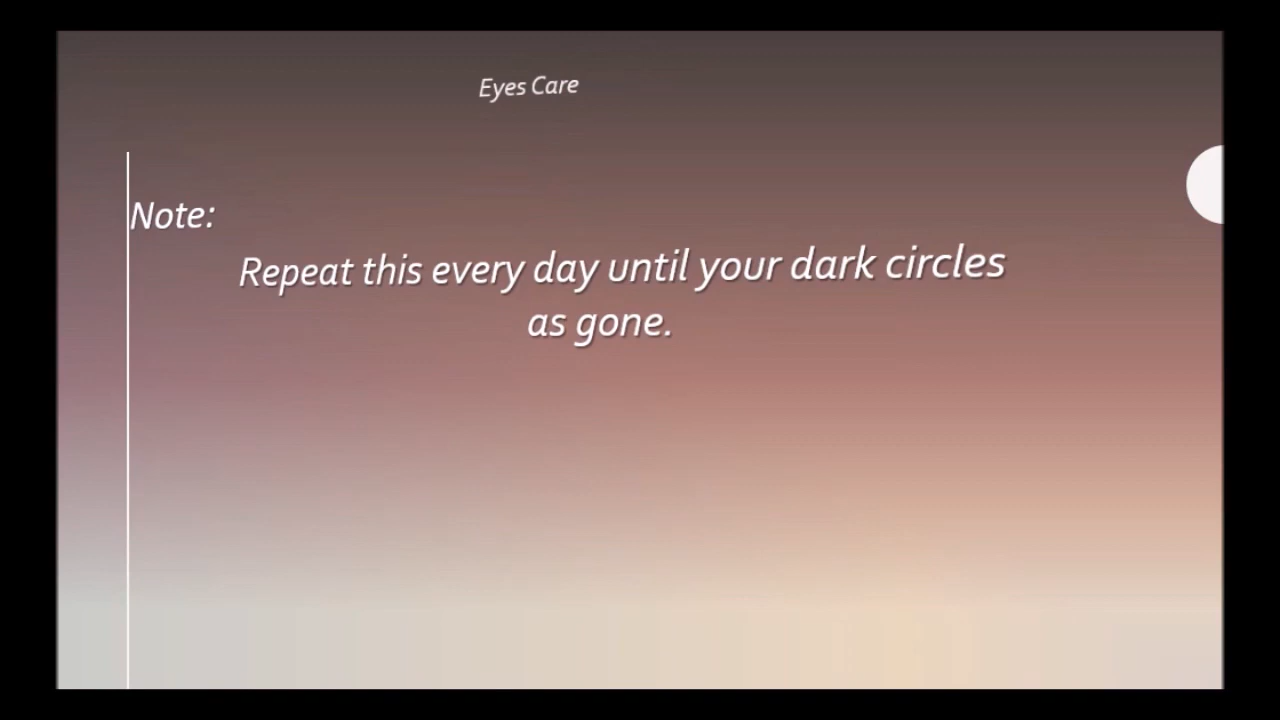 Eyes Care
Note:
Repeat this every day until your dark circles
as gone.